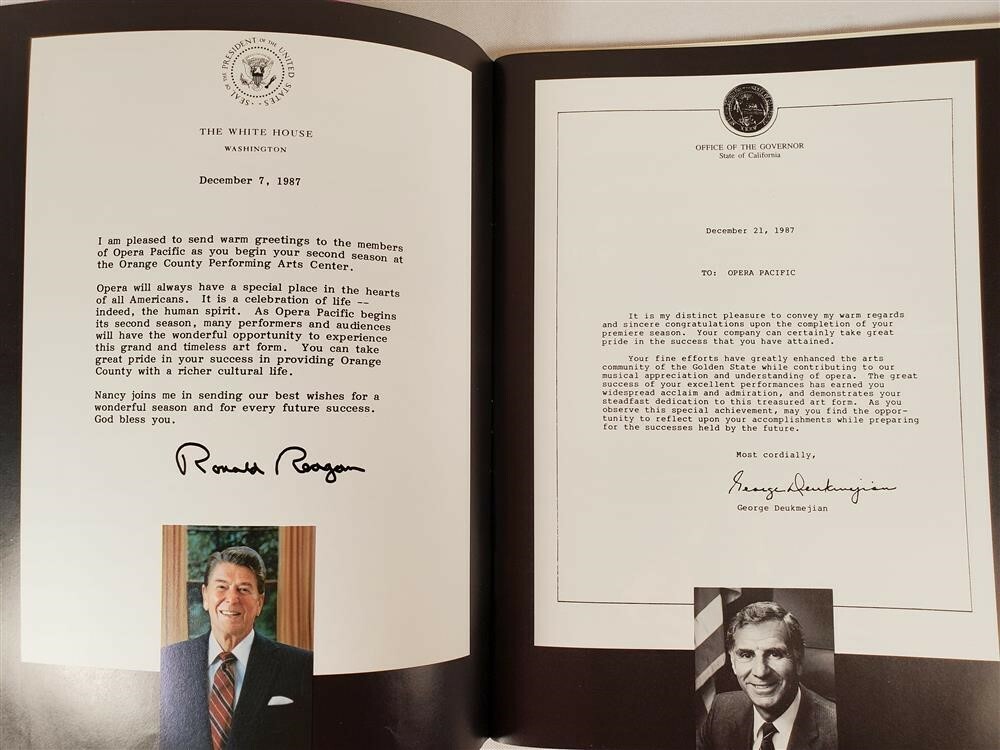 SEAL OF THE PRESIDENT OF THE UNITED STATES
THE WHITE HOUSE
WASHINGTON
December 7, 1987
I am pleased to send warm greetings to the members
of Opera Pacific as you begin your second season at
the Orange County Performing Arts Center.
Opera will always have a special place in the hearts
of all Americans. It is a celebration of life --
indeed, the human spirit. As Opera Pacific begins
its second season, many performers and audiences
will have the wonderful opportunity to experience
this grand and timeless art form. You can take
great pride in your success in providing Orange
County with a richer cultural life.
Nancy joins me in sending our best wishes for a
wonderful season and for every future success.
God bless you.
Ronald Reagan
OFFICE OF THE GOVERNOR
State of California
December 21, 1987
TO: OPERA PACIFIC
It is my distinct pleasure to convey my warm regards
and sincere congratulations upon the completion of your
premiere season. Your company can certainly take great
pride in the success that you have attained.
Your fine efforts have greatly enhanced the arts
community of the Golden State while contributing to our
musical appreciation and understanding of opera. The great
success of your excellent performances has earned you
widespread acclaim and admiration, and demonstrates your
steadfast dedication to this treasured art form. As you
observe this special achievement, may you find the oppor-
tunity to reflect upon your accomplishments while preparing
for the successes held by the future.
Most cordially,
George Deukmejian
George Deukmejian